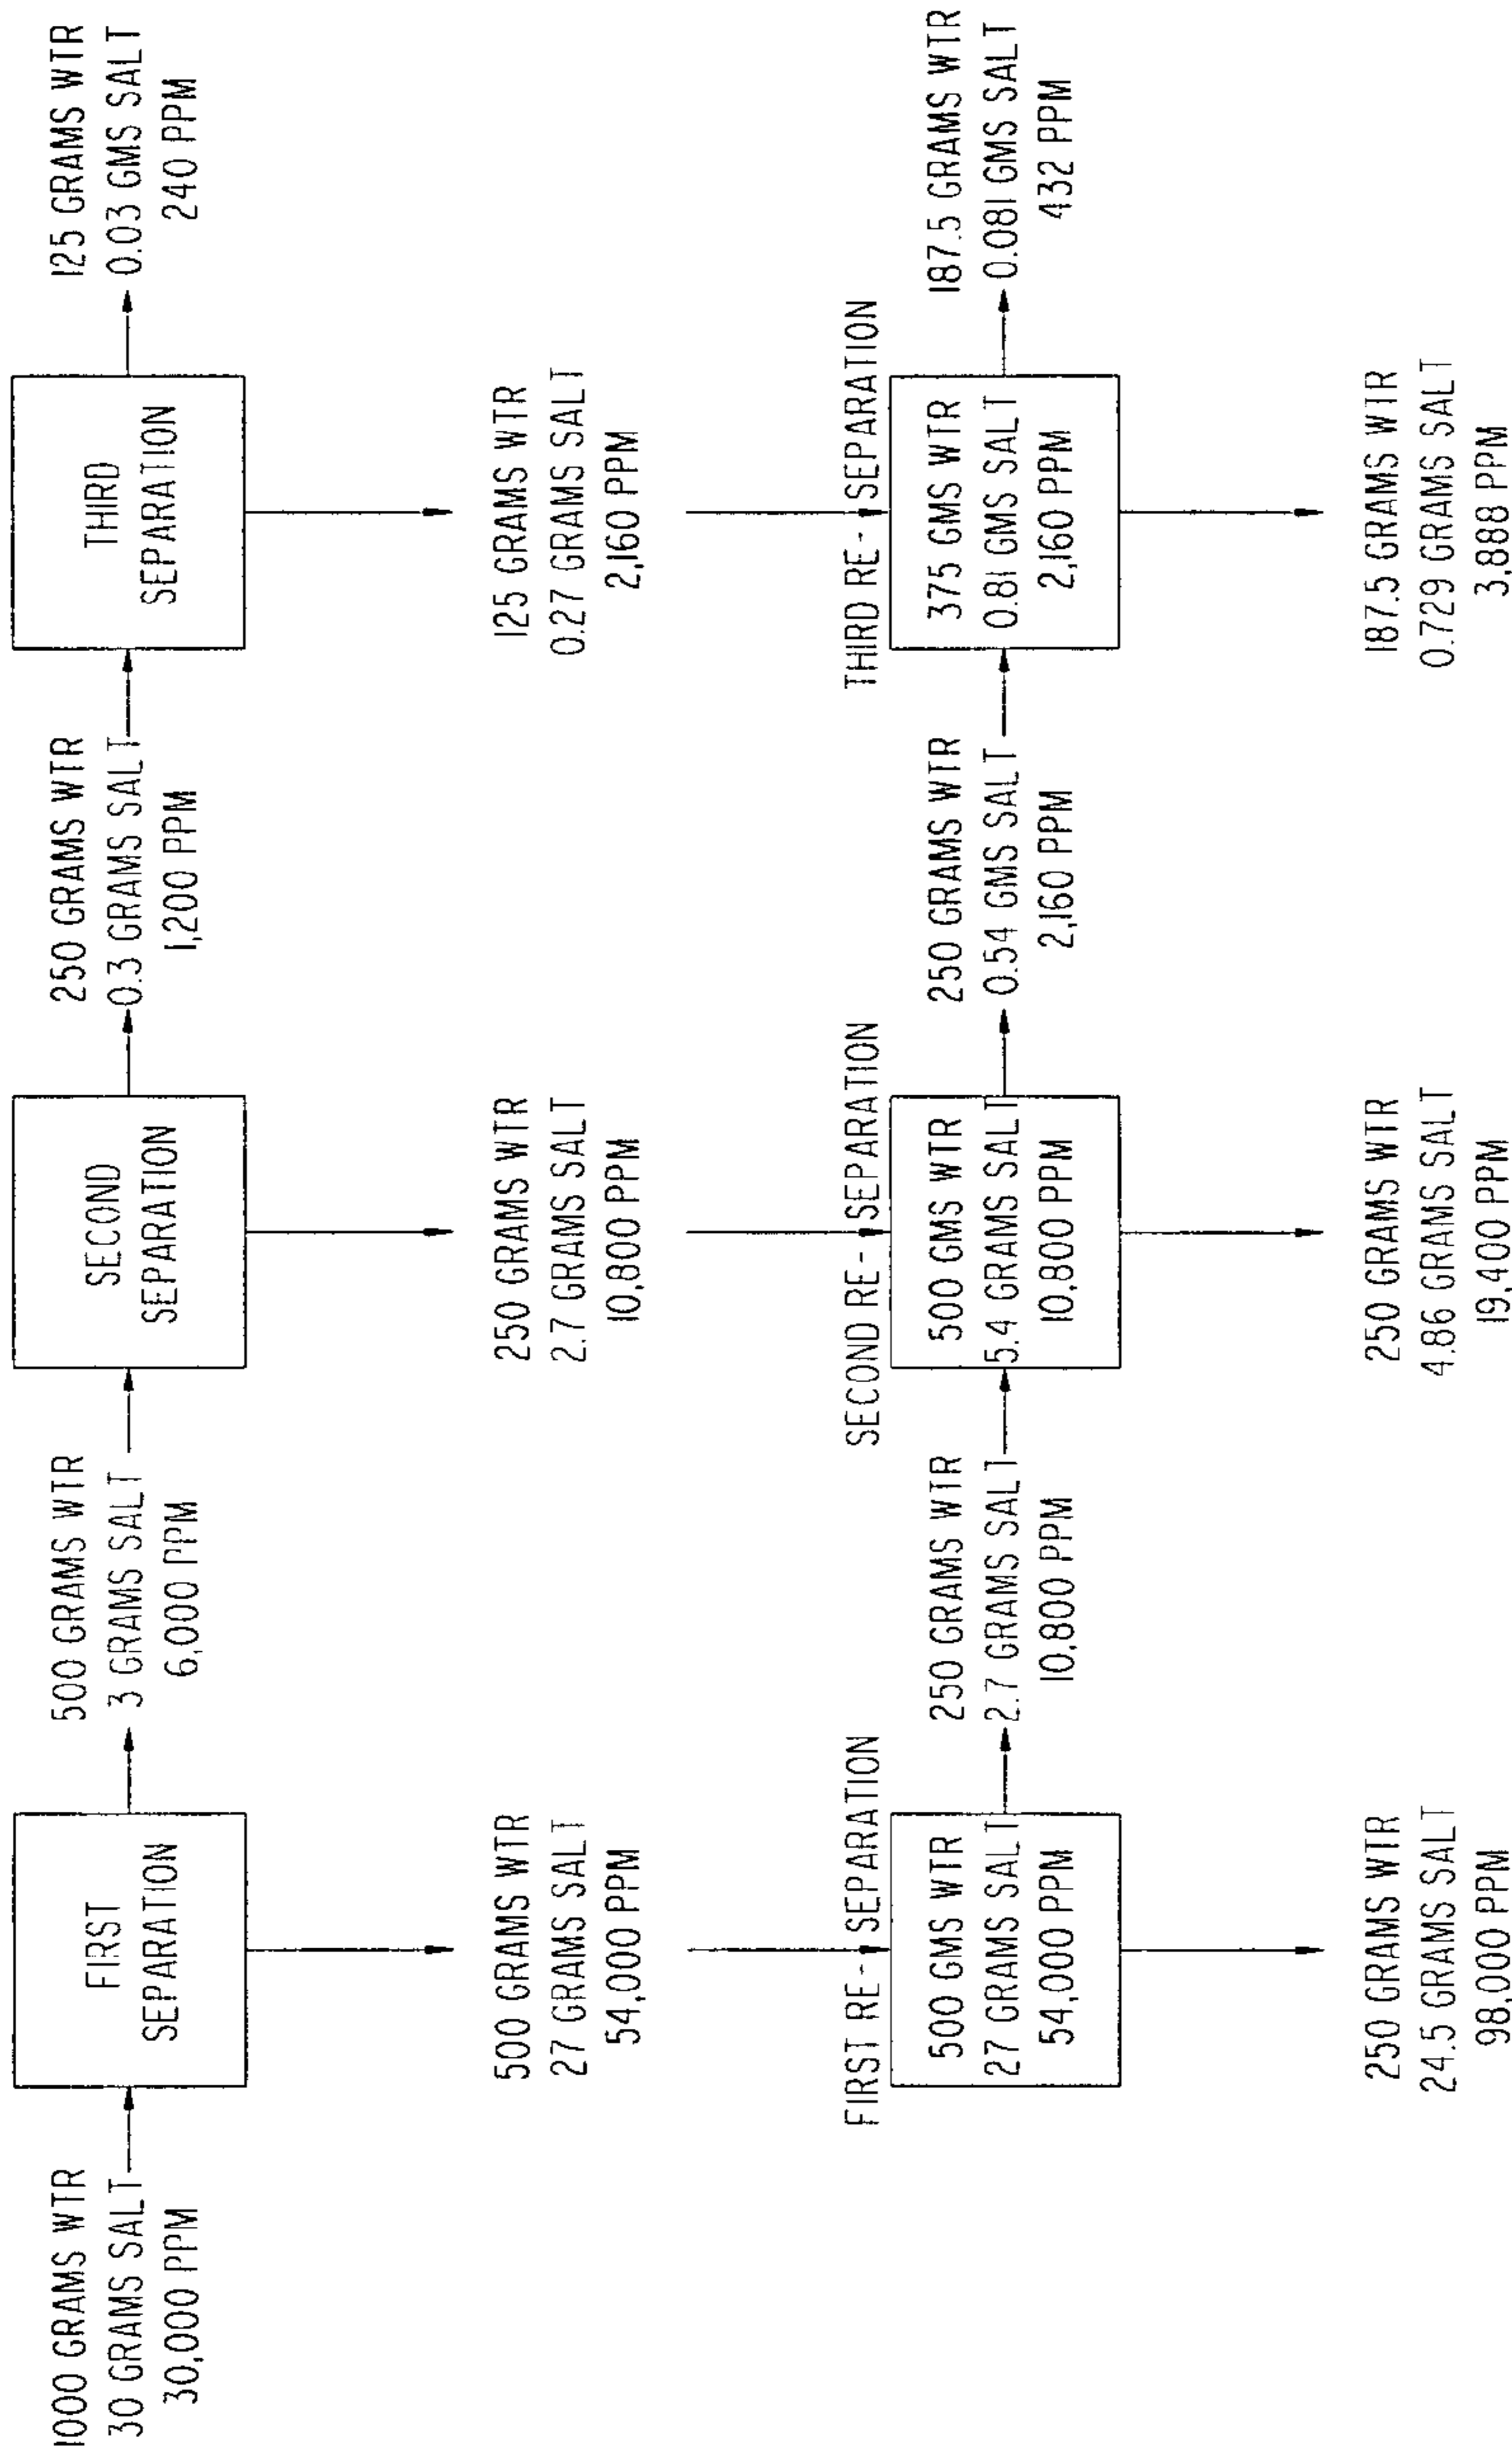 1000 GRAMS WTR
30 GRAMS SALT
30,000 PPM
FIRST
SEPARATION
500 GRAMS WTR
3 GRAMS SALT
6,000 PPM
SECOND
SEPARATION
250 GRAMS WTR
0.3 GRAMS SALT
1,200 PPM
THIRD
SEPARATION
125 GRAMS WTR
0.03 GMS SALT
240 PPM
500 GRAMS WTR
27 GRAMS SALT
54,000 PPM
250 GRAMS WTR
2.7 GRAMS SALT
10,800 PPM
125 GRAMS WTR
0.27 GRAMS SALT
2,160 PPM
FIRST RE-SEPARATION
500 GMS WTR
27 GRAMS SALT
54,000 PPM
250 GRAMS WTR
2.7 GRAMS SALT
10,800 PPM
SECOND RE-SEPARATION
500 GMS WTR
5.4 GRAMS SALT
10,800 PPM
250 GRAMS WTR
0.54 GMS SALT
2,160 PPM
THIRD RE-SEPARATION
375 GMS WTR
0.81 GMS SALT
2,160 PPM
187.5 GRAMS WTR
0.081 GMS SALT
432 PPM
250 GRAMS WTR
24.5 GRAMS SALT
98,000 PPM
250 GRAMS WTR
4.86 GRAMS SALT
19,400 PPM
187.5 GRAMS WTR
0.729 GRAMS SALT
3,888 PPM